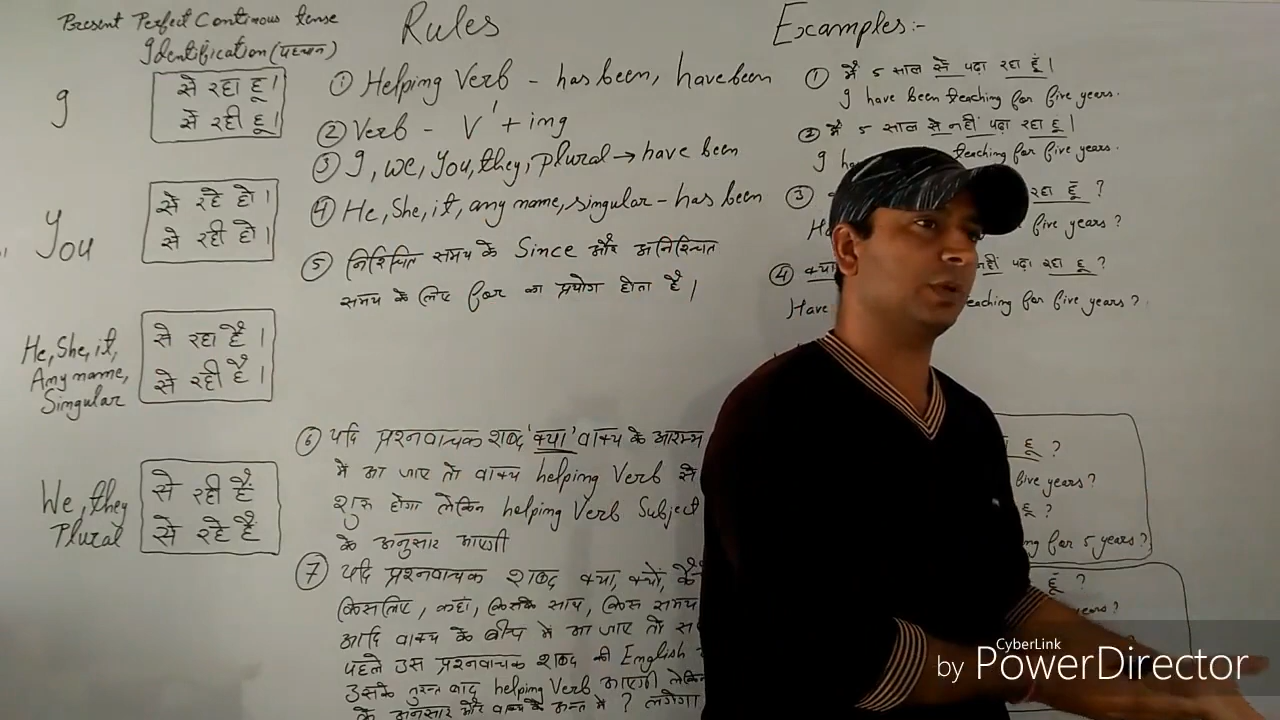 Present Perfect Continous tense
Identification (पहचान)
I
से रहा हू।
से रही हू।
You
से रहे हो।
से रही हो।
He, She, it,
Any name,
Singular
से रहा है।
से रही है।
We, they
Plural
से रही हैं
से रहे हैं
Rules
① Helping Verb - has been, have been
② Verb - V' + ing
③ I, we, You, they, Plural → have been
④ He, She, it, any name, singular - has been
⑤ निश्चित समय के Since और अनिश्चित
समय के लिए for का प्रयोग होता है।
⑥ यदि प्रश्नवाचक शब्द 'क्या' वाक्य के आरम्भ
में आ जाए तो वाक्य helping Verb से
शुरू होगा लेकिन helping Verb Subject
के अनुसार आएगी
⑦ यदि प्रश्नवाचक शब्द क्या, क्यों,
किसलिए, कहां, किसके साथ, किस समय
आदि वाक्य के बीच में आ जाए तो
पहले उस प्रश्नवाचक शब्द की English
उसके तुरन्त बाद helping Verb आएगी
के अनुसार और वाक्य के अन्त में ? लगेगा
Examples:-
① मैं 5 साल से पढ़ा रहा हूं।
I have been teaching for five years.
② मैं 5 साल से नहीं पढ़ा रहा हू।
I teaching for five years.
③ रहा हूँ ?
five years?
④ क्या पढ़ा रहा हू ?
Have teaching for five years?
हू ?
five years?
हू ?
for 5 years?
हूं ?
years?
CyberLink
by PowerDirector